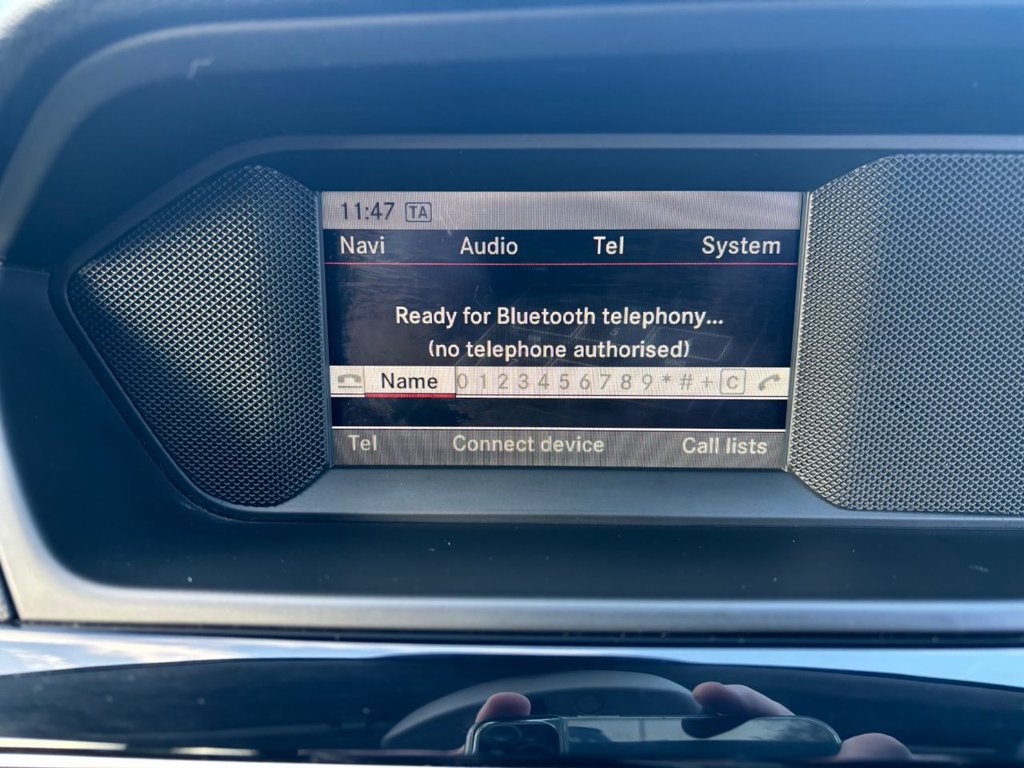 11:47 TA
Navi Audio Tel System
Ready for Bluetooth telephony...
(no telephone authorised)
Name 0 1 2 3 4 5 6 7 8 9 * # + C
Tel Connect device Call lists